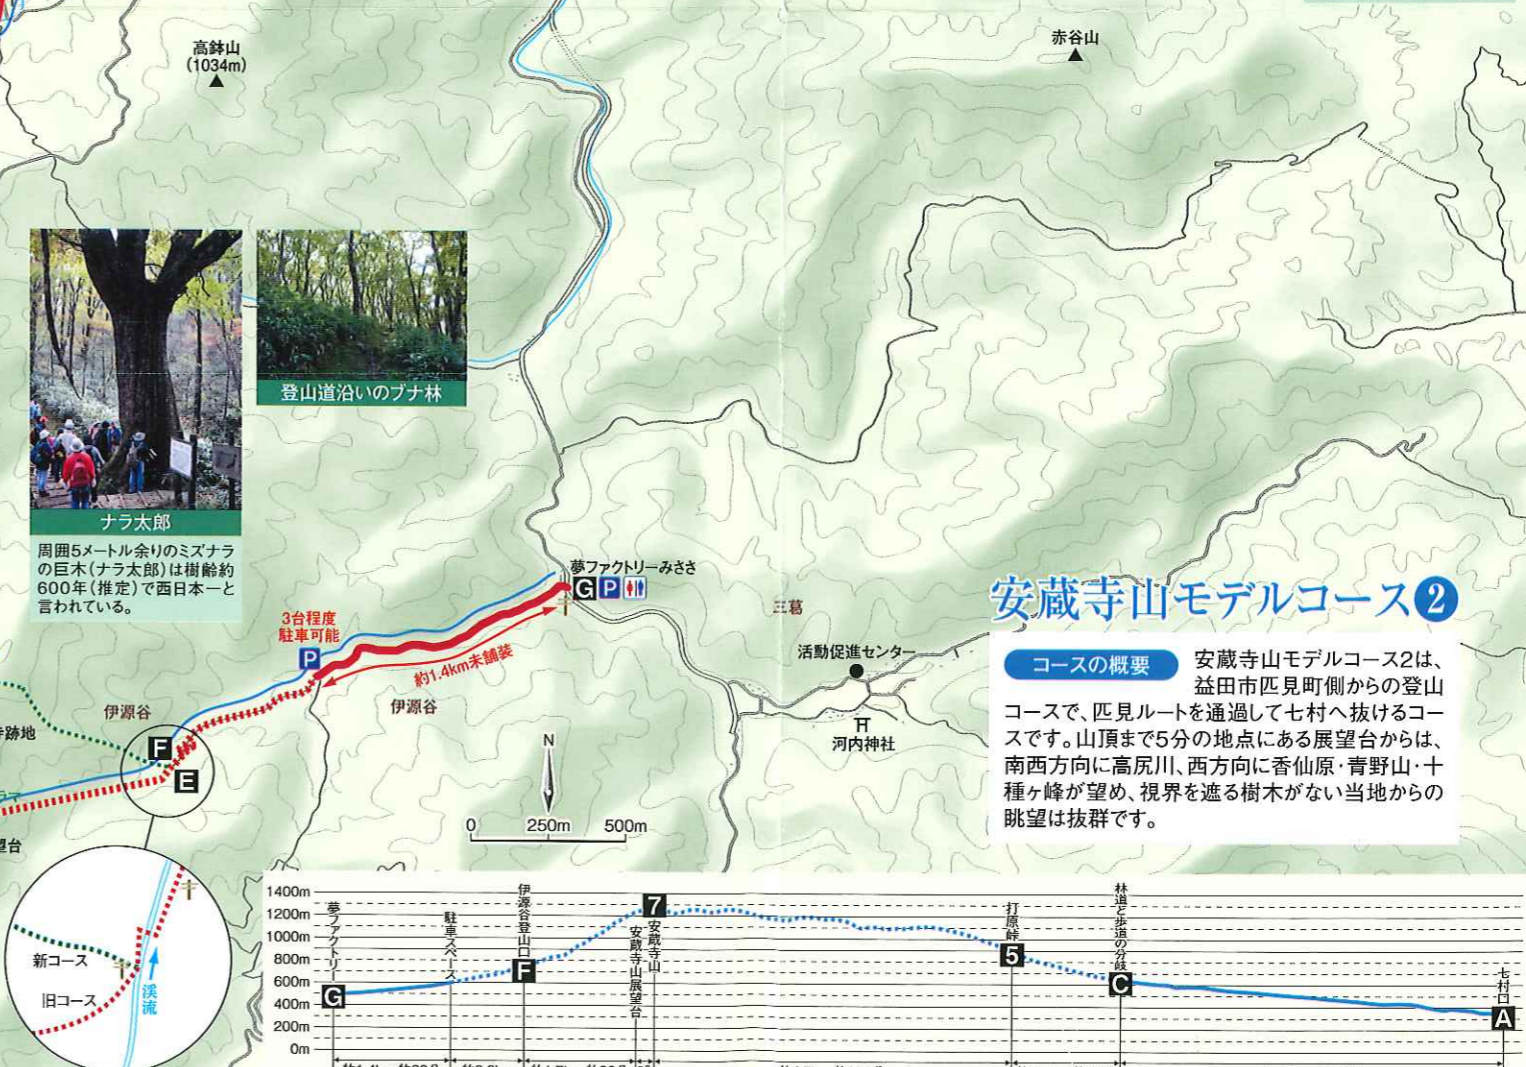 高鉢山
(1034m)
赤谷山
登山道沿いのブナ林
ナラ太郎
周囲5メートル余りのミズナラ
の巨木(ナラ太郎)は樹齢約
600年(推定)で西日本一と
言われている。
夢ファクトリーみささ
G P
3台程度
駐車可能
P
約1.4km未舗装
伊源谷
伊源谷
寺跡地
F
E
三葛
活動促進センター
河内神社
安蔵寺山モデルコース2
コースの概要
安蔵寺山モデルコース2は、
益田市匹見町側からの登山
コースで、匹見ルートを通過して七村へ抜けるコー
スです。山頂まで5分の地点にある展望台からは、
南西方向に高尻川、西方向に香仙原・青野山・十
種ヶ峰が望め、視界を遮る樹木がない当地からの
眺望は抜群です。
N
0 250m 500m
新コース
旧コース
渓流
1400m
1200m
1000m
800m
600m
400m
200m
0m
夢ファクトリー
G
駐車スペース
伊源谷登山口
F
安蔵寺山展望台
7
安蔵寺山
打原峠
5
林道と歩道の分岐
C
七村口
A